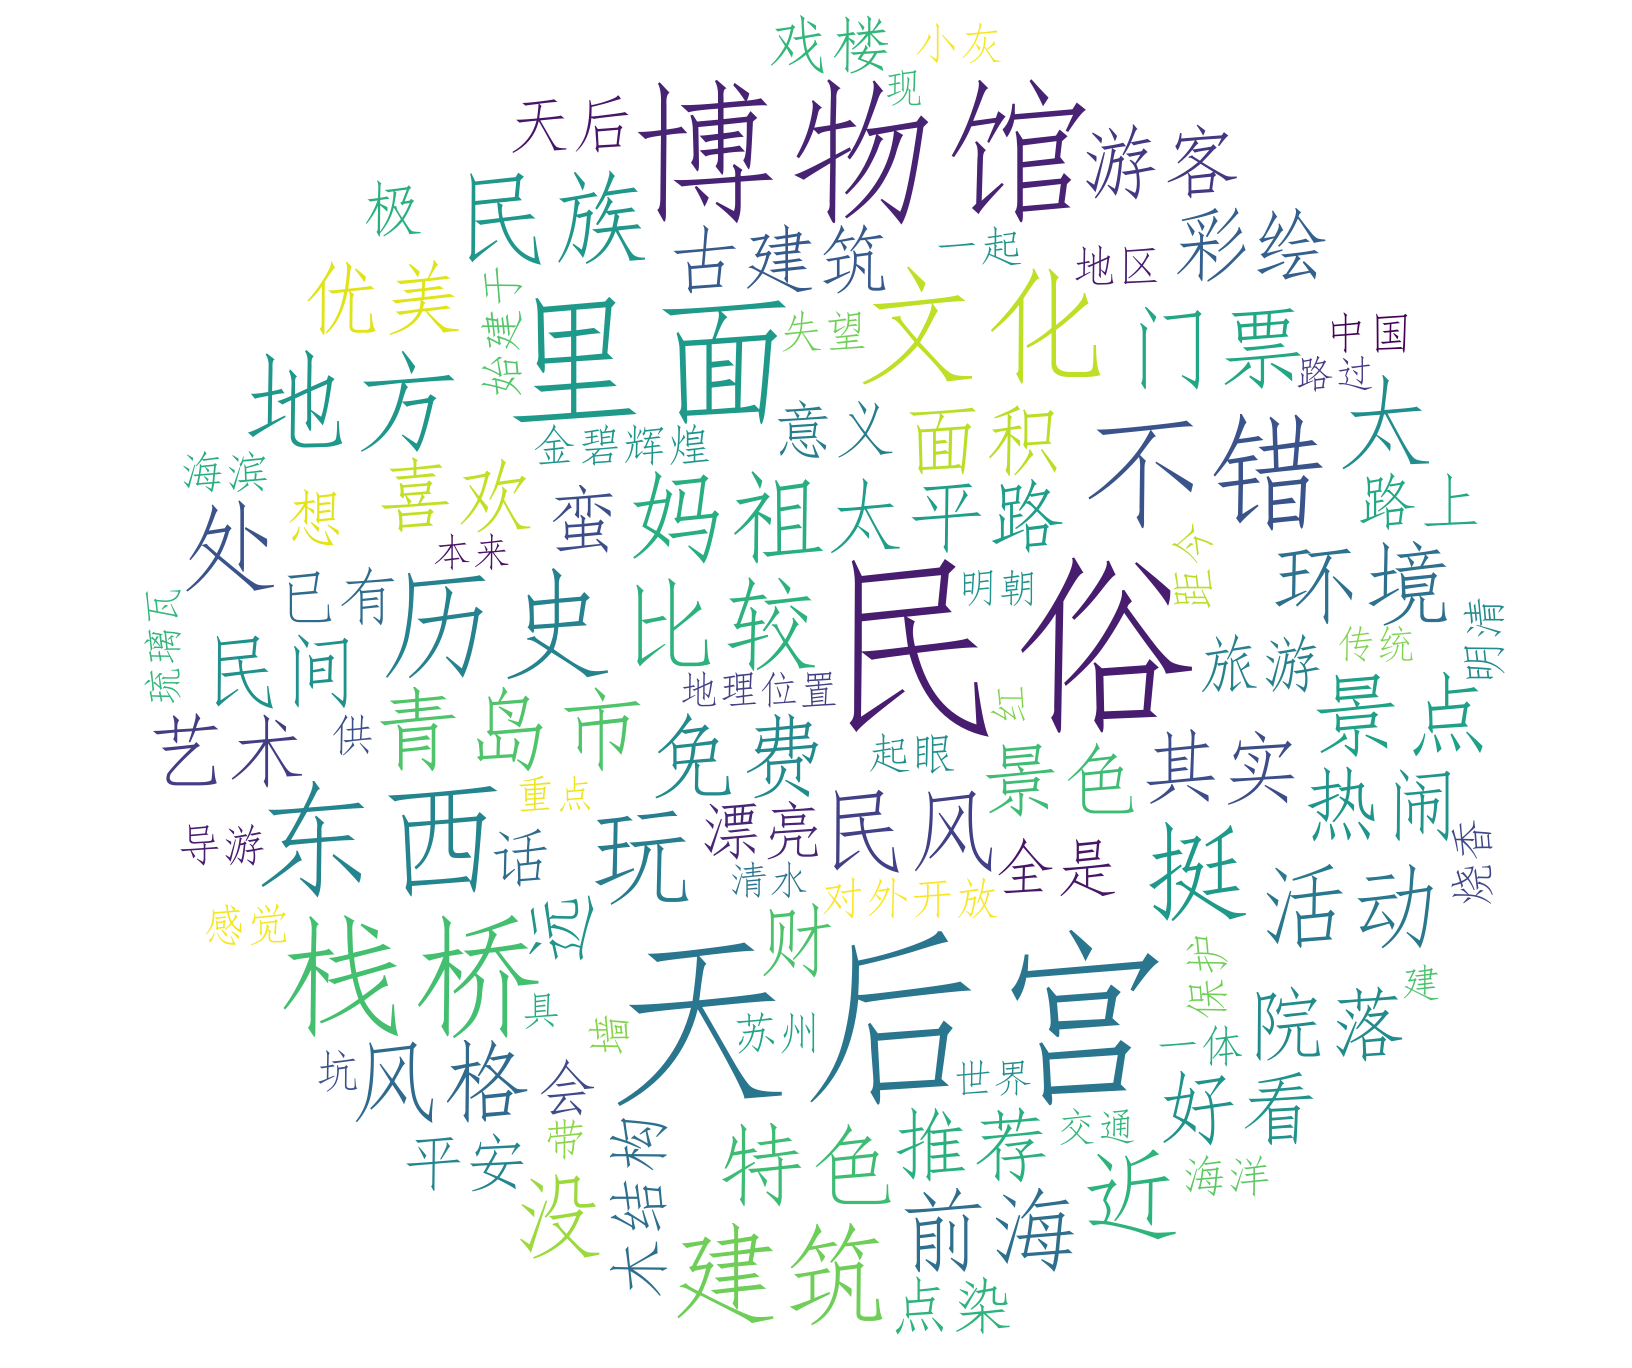 戏楼
小灰
现
天后
博物馆
游客
极
民族
古建筑
一起
地区
彩绘
优美
始建于
里面
失望
文化
门票
中国
路过
地方
金碧辉煌
意义
面积
不错
太
海滨
喜欢
想
处
蛮
妈祖
太平路
路上
本来
已有
历史
比较
民俗
明朝
距今
环境
琉璃瓦
民间
地理位置
红
旅游
传统
明清
艺术
供
青岛市
免费
起眼
景色
其实
景点
重点
东西
话
玩
漂亮
民风
全是
挺
热闹
导游
清水
对外开放
活动
烧香
感觉
远
财
栈桥
具
墙
天后宫
苏州
世界
保护
一体
院落
建
坑
风格
会
平安
带
没
木结构
特色
推荐
交通
近
好看
海洋
建筑
前海
点染